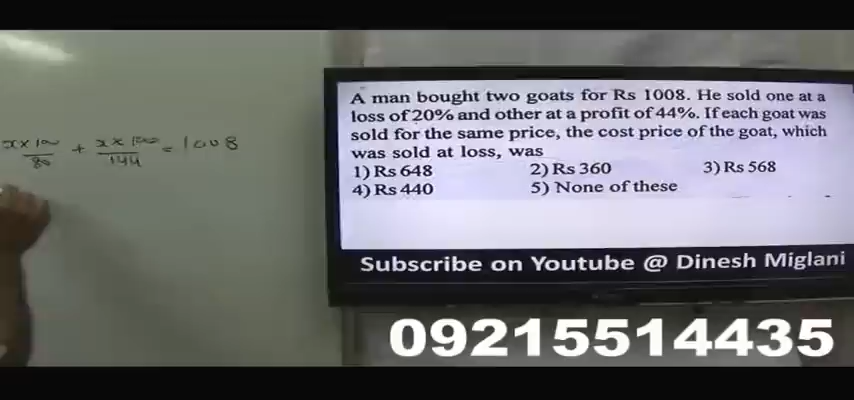 x × 100 / 80 + x × 100 / 144 = 1008
A man bought two goats for Rs 1008. He sold one at a
loss of 20% and other at a profit of 44%. If each goat was
sold for the same price, the cost price of the goat, which
was sold at loss, was
1) Rs 648 2) Rs 360 3) Rs 568
4) Rs 440 5) None of these
Subscribe on Youtube @ Dinesh Miglani
09215514435